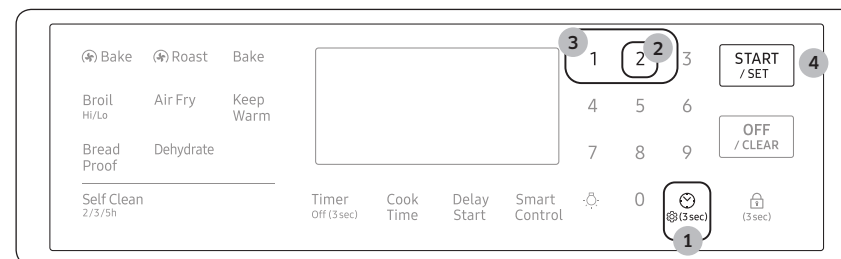 Bake
Roast
Bake
Broil
Hi/Lo
Air Fry
Keep
Warm
Bread
Proof
Dehydrate
Self Clean
2/3/5h
Timer
Off (3 sec)
Cook
Time
Delay
Start
Smart
Control
3
1
2
2
3
4
5
6
7
8
9
0
(3 sec)
1
START
/ SET
4
OFF
/ CLEAR
(3 sec)